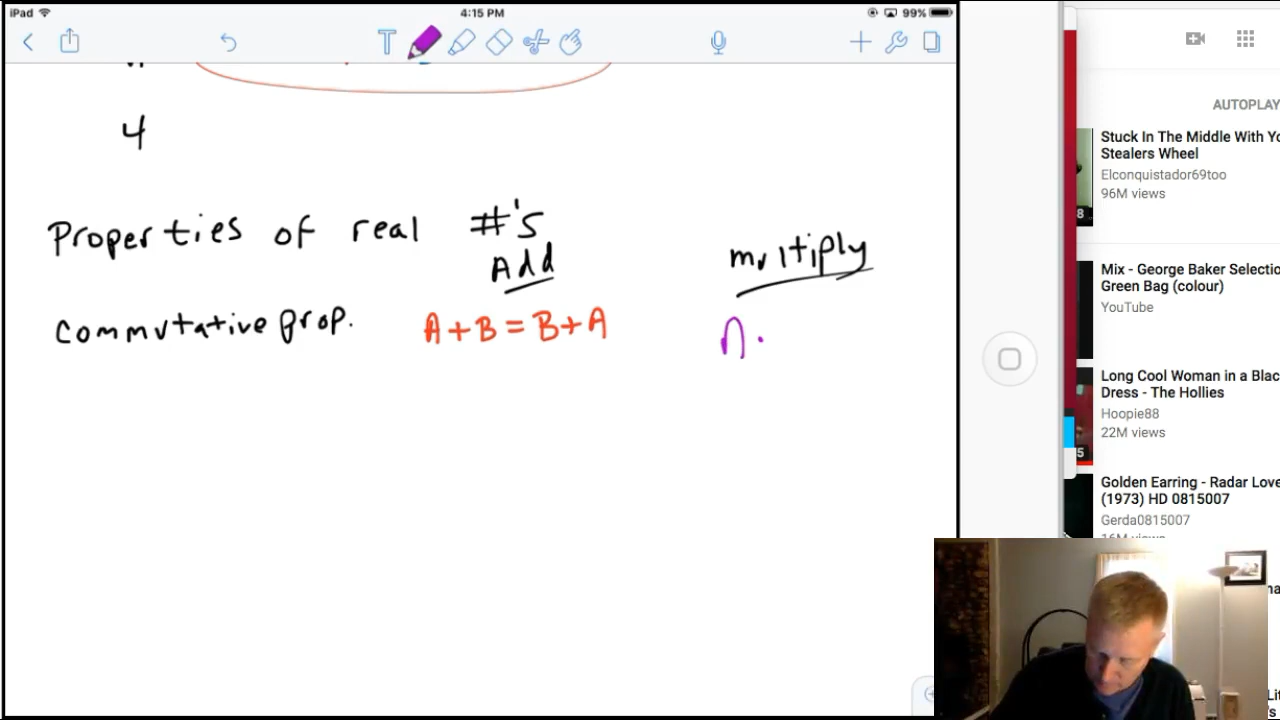 iPad 4:15 PM 99%
T
4
Properties of real #'s
Add multiply
commutative prop. A+B=B+A
AUTOPLAY
Stuck In The Middle With
Stealers Wheel
Elconquistador69too
96M views
8
Mix - George Baker Selectio
Green Bag (colour)
YouTube
Long Cool Woman in a Blac
Dress - The Hollies
Hoopie88
22M views
5
Golden Earring - Radar Love
(1973) HD 0815007
Gerda0815007